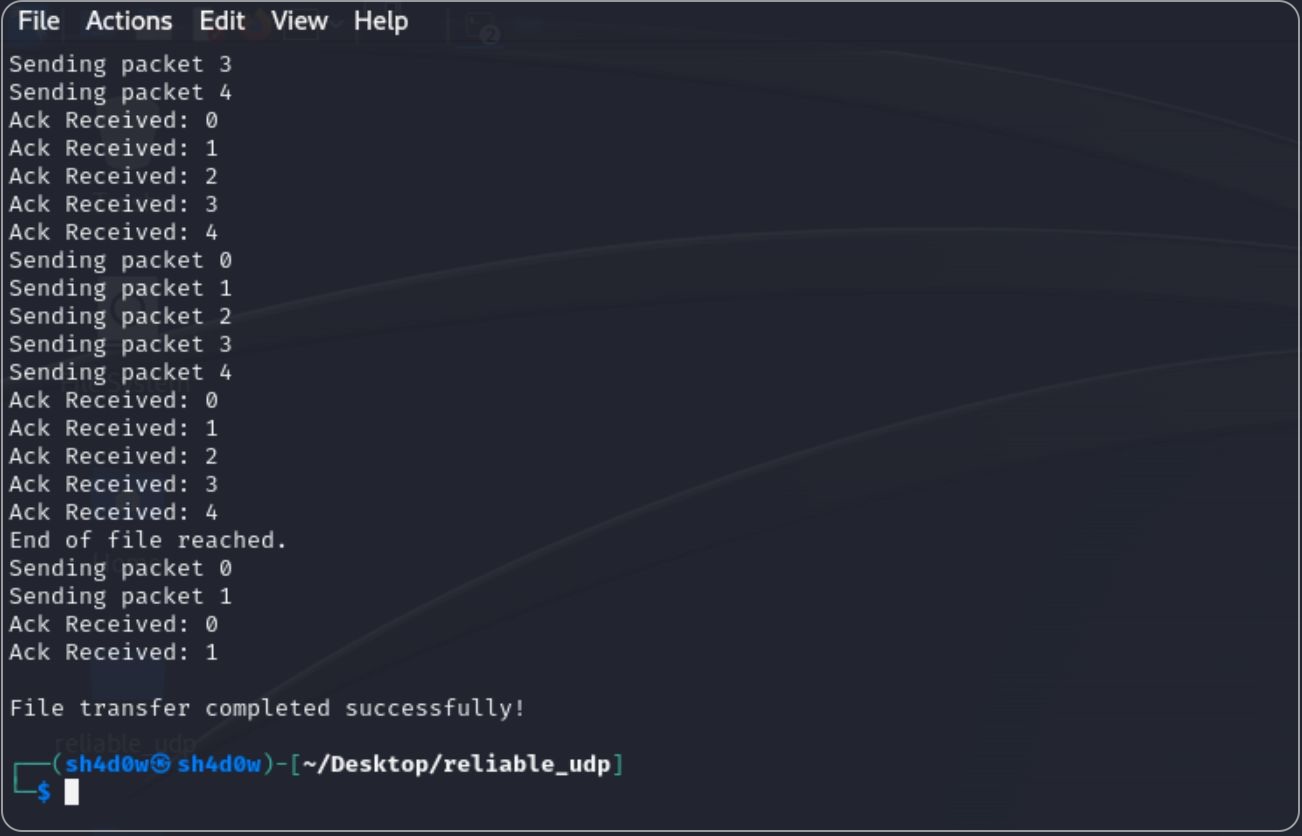 File Actions Edit View Help
Sending packet 3
Sending packet 4
Ack Received: 0
Ack Received: 1
Ack Received: 2
Ack Received: 3
Ack Received: 4
Sending packet 0
Sending packet 1
Sending packet 2
Sending packet 3
Sending packet 4
Ack Received: 0
Ack Received: 1
Ack Received: 2
Ack Received: 3
Ack Received: 4
End of file reached.
Sending packet 0
Sending packet 1
Ack Received: 0
Ack Received: 1
File transfer completed successfully!
reliable_udp
┌──(sh4d0w㉿sh4d0w)-[~/Desktop/reliable_udp]
└─$